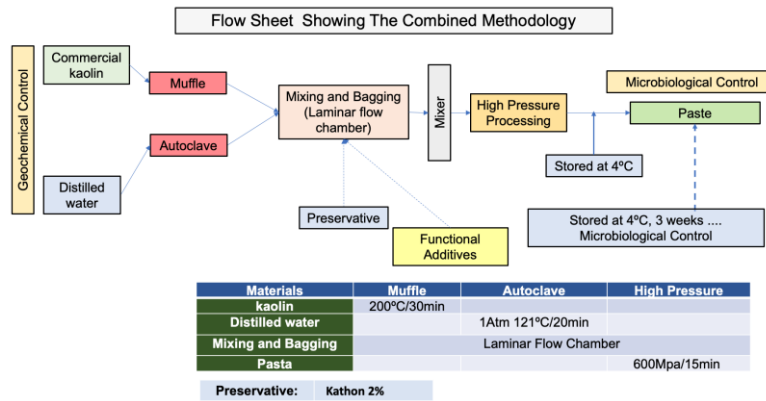 Flow Sheet Showing The Combined Methodology
Geochemical Control
Commercial
kaolin
Muffle
Autoclave
Distilled
water
Mixing and Bagging
(Laminar flow
chamber)
Mixer
High Pressure
Processing
Microbiological Control
Paste
Stored at 4ºC
Preservative
Functional
Additives
Stored at 4ºC, 3 weeks ....
Microbiological Control
Materials Muffle Autoclave High Pressure
kaolin 200ºC/30min
Distilled water 1Atm 121ºC/20min
Mixing and Bagging Laminar Flow Chamber
Pasta 600Mpa/15min
Preservative: Kathon 2%